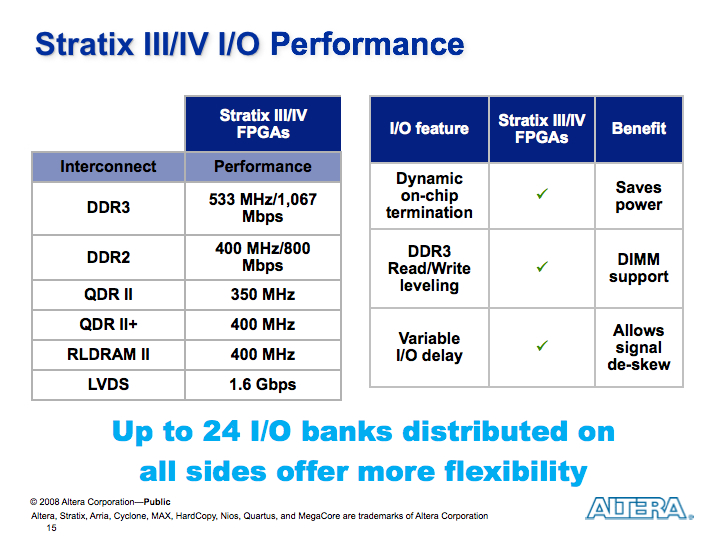 Stratix III/IV I/O Performance
Stratix III/IV
FPGAs
Interconnect
Performance
DDR3
533 MHz/1,067
Mbps
DDR2
400 MHz/800
Mbps
QDR II
350 MHz
QDR II+
400 MHz
RLDRAM II
400 MHz
LVDS
1.6 Gbps
I/O feature
Stratix III/IV
FPGAs
Benefit
Dynamic
on-chip
termination
✓
Saves
power
DDR3
Read/Write
leveling
✓
DIMM
support
Variable
I/O delay
✓
Allows
signal
de-skew
Up to 24 I/O banks distributed on
all sides offer more flexibility
© 2008 Altera Corporation—Public
Altera, Stratix, Arria, Cyclone, MAX, HardCopy, Nios, Quartus, and MegaCore are trademarks of Altera Corporation
15
ALTERA®